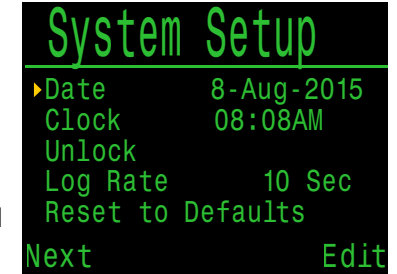 System Setup
Date 8-Aug-2015
Clock 08:08AM
Unlock
Log Rate 10 Sec
Reset to Defaults
Next Edit